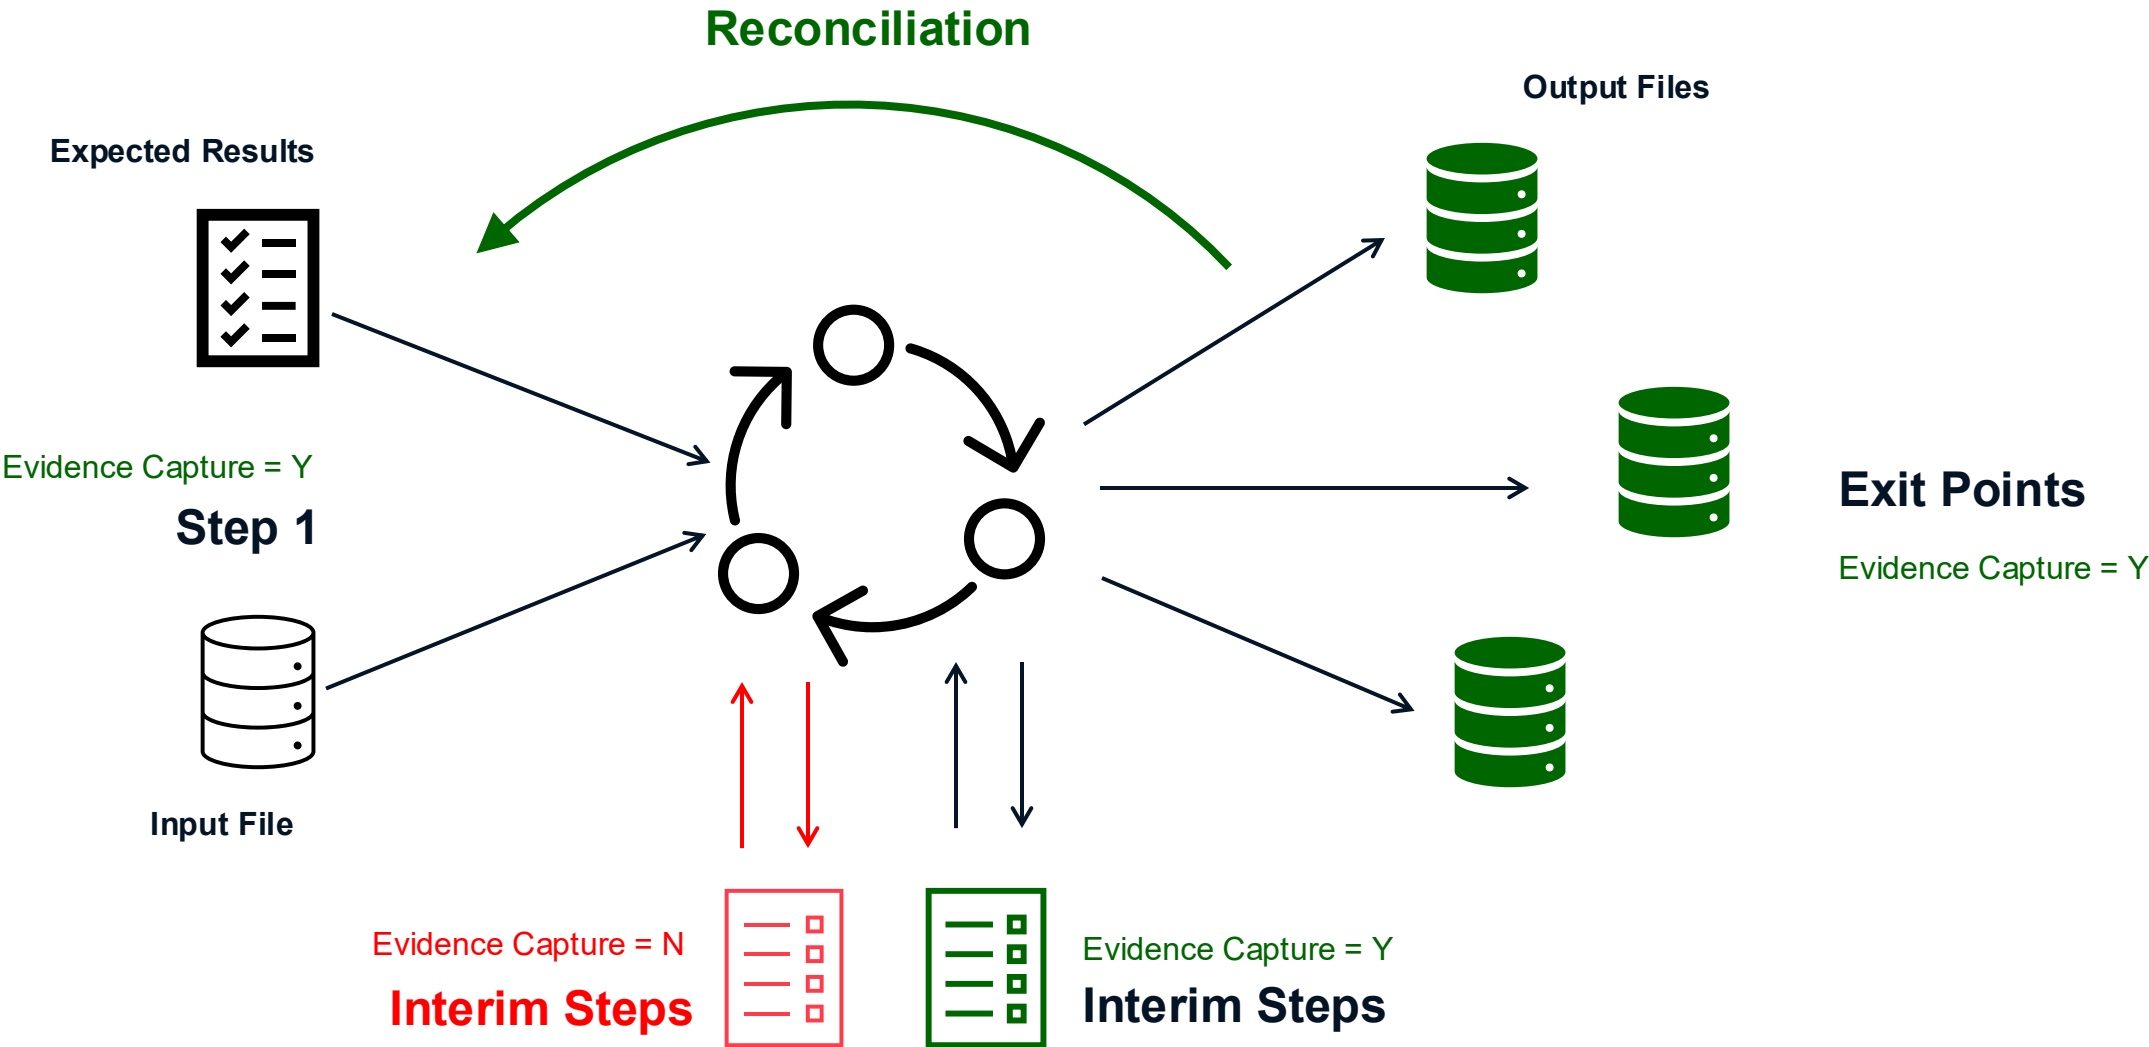 Reconciliation
Output Files
Expected Results
Evidence Capture = Y
Step 1
Exit Points
Evidence Capture = Y
Input File
Evidence Capture = N
Interim Steps
Evidence Capture = Y
Interim Steps